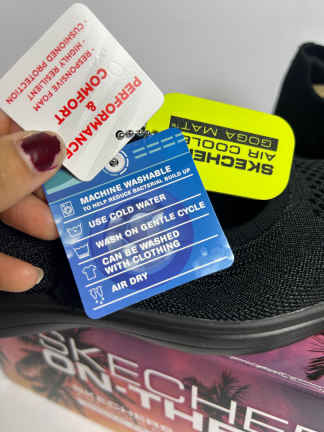 • CUSHIONED PROTECTION
• HIGHLY RESILIENT
• RESPONSIVE FOAM
COMFORT
&
PERFORMANCE
SKECHERS
AIR COOLED
GOGA MAT
MACHINE WASHABLE
TO HELP REDUCE BACTERIAL BUILD UP
USE COLD WATER
WASH ON GENTLE CYCLE
CAN BE WASHED
WITH CLOTHING
AIR DRY
SKECHERS
ON-THE
SKECHERS